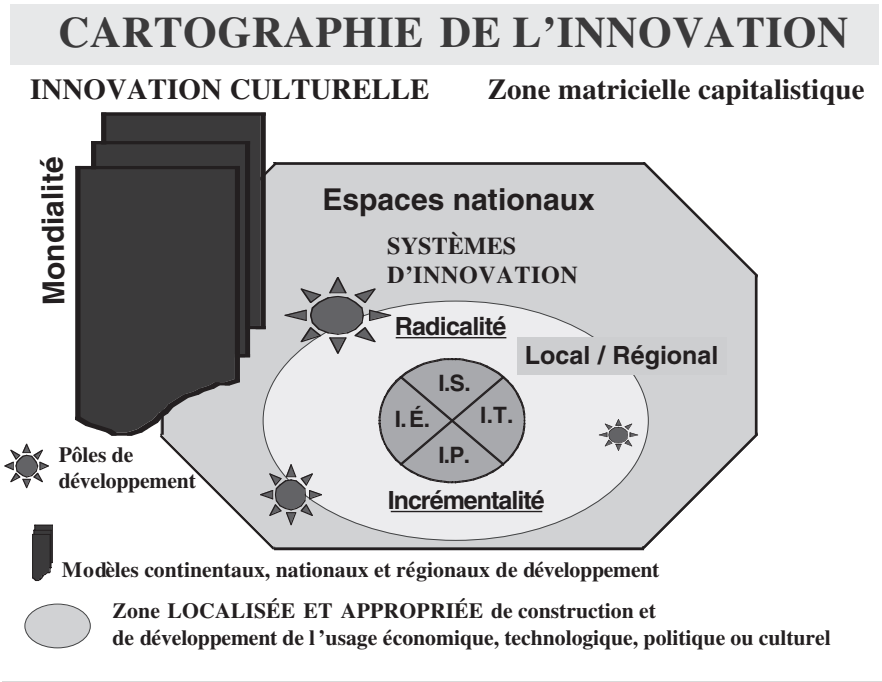 CARTOGRAPHIE DE L'INNOVATION
INNOVATION CULTURELLE
Zone matricielle capitalistique
Mondialité
Espaces nationaux
SYSTÈMES
D'INNOVATION
Radicalité
Local / Régional
I.S.
I.É.
I.T.
I.P.
Incrémentalité
Pôles de
développement
Modèles continentaux, nationaux et régionaux de développement
Zone LOCALISÉE ET APPROPRIÉE de construction et
de développement de l'usage économique, technologique, politique ou culturel